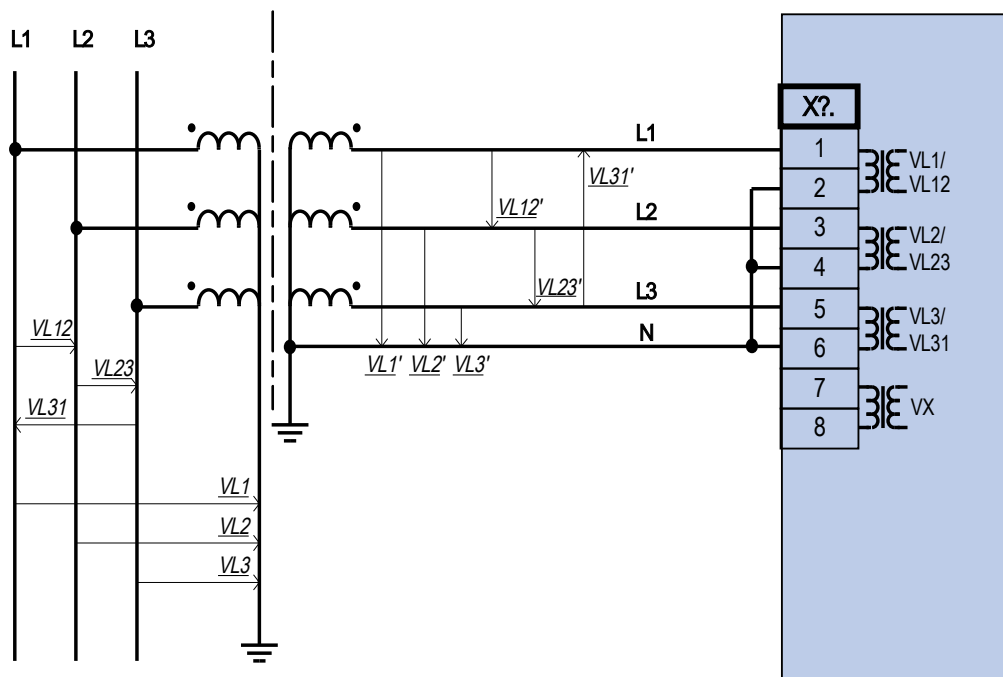 L1 L2 L3
X?.
L1
1
VL1/
VL31'
2
VL12
VL12'
L2
3
VL2/
4
VL23
VL23'
L3
5
VL3/
VL12
N
6
VL31
VL23
VL1' VL2' VL3'
7
VL31
VX
8
VL1
VL2
VL3